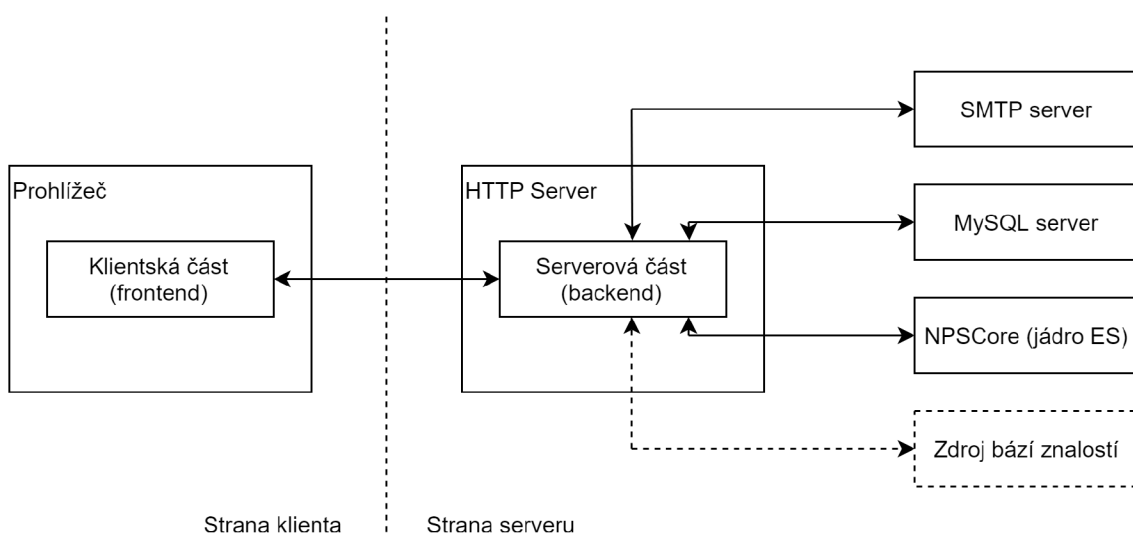 SMTP server
Prohlížeč
HTTP Server
MySQL server
Klientská část
(frontend)
Serverová část
(backend)
NPSCore (jádro ES)
Zdroj bází znalostí
Strana klienta
Strana serveru